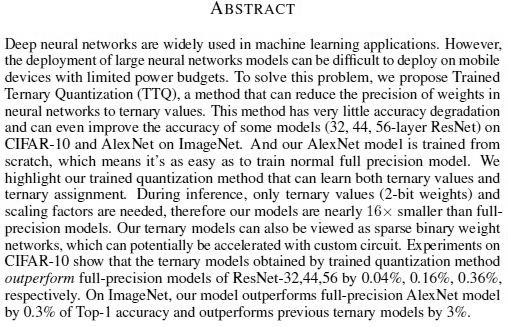 ABSTRACT
Deep neural networks are widely used in machine learning applications. However,
the deployment of large neural networks models can be difficult to deploy on mobile
devices with limited power budgets. To solve this problem, we propose Trained
Ternary Quantization (TTQ), a method that can reduce the precision of weights in
neural networks to ternary values. This method has very little accuracy degradation
and can even improve the accuracy of some models (32, 44, 56-layer ResNet) on
CIFAR-10 and AlexNet on ImageNet. And our AlexNet model is trained from
scratch, which means it's as easy as to train normal full precision model. We
highlight our trained quantization method that can learn both ternary values and
ternary assignment. During inference, only ternary values (2-bit weights) and
scaling factors are needed, therefore our models are nearly 16× smaller than full-
precision models. Our ternary models can also be viewed as sparse binary weight
networks, which can potentially be accelerated with custom circuit. Experiments on
CIFAR-10 show that the ternary models obtained by trained quantization method
outperform full-precision models of ResNet-32,44,56 by 0.04%, 0.16%, 0.36%,
respectively. On ImageNet, our model outperforms full-precision AlexNet model
by 0.3% of Top-1 accuracy and outperforms previous ternary models by 3%.